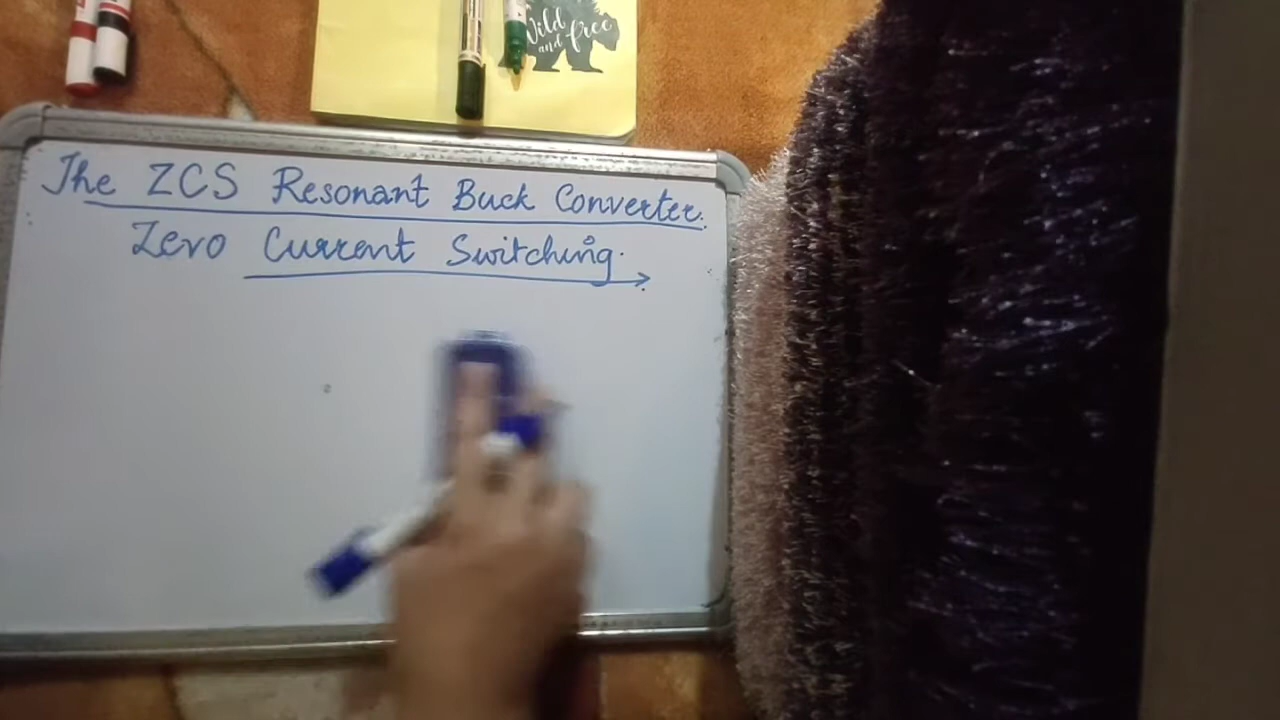 Wild
and free
The ZCS Resonant Buck Converter.
Zero Current Switching.